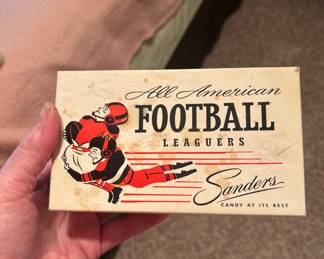 All American
FOOTBALL
LEAGUERS
Sanders
CANDY AT ITS BEST